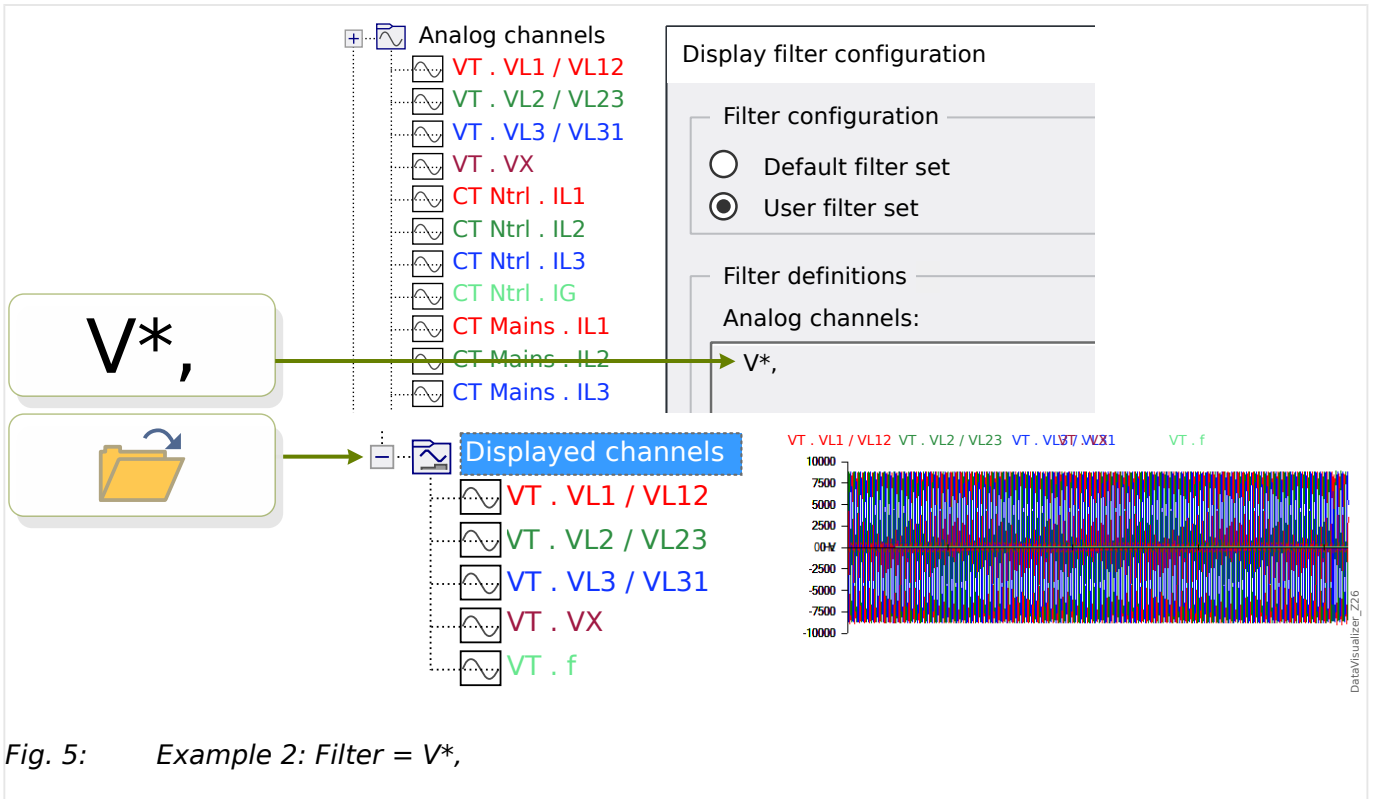 Analog channels
VT . VL1 / VL12
VT . VL2 / VL23
VT . VL3 / VL31
VT . VX
CT Ntrl . IL1
CT Ntrl . IL2
CT Ntrl . IL3
CT Ntrl . IG
CT Mains . IL1
CT Mains . IL2
CT Mains . IL3
Display filter configuration
Filter configuration
Default filter set
User filter set
Filter definitions
Analog channels:
V*,
V*,
Displayed channels
VT . VL1 / VL12
VT . VL2 / VL23
VT . VL3 / VL31
VT . VX
VT . f
VT . VL1 / VL12 VT . VL2 / VL23 VT . VT . f
10000
7500
5000
2500
-2500
-5000
-7500
-10000
DataVisualizer_Z26
Fig. 5: Example 2: Filter = V*,